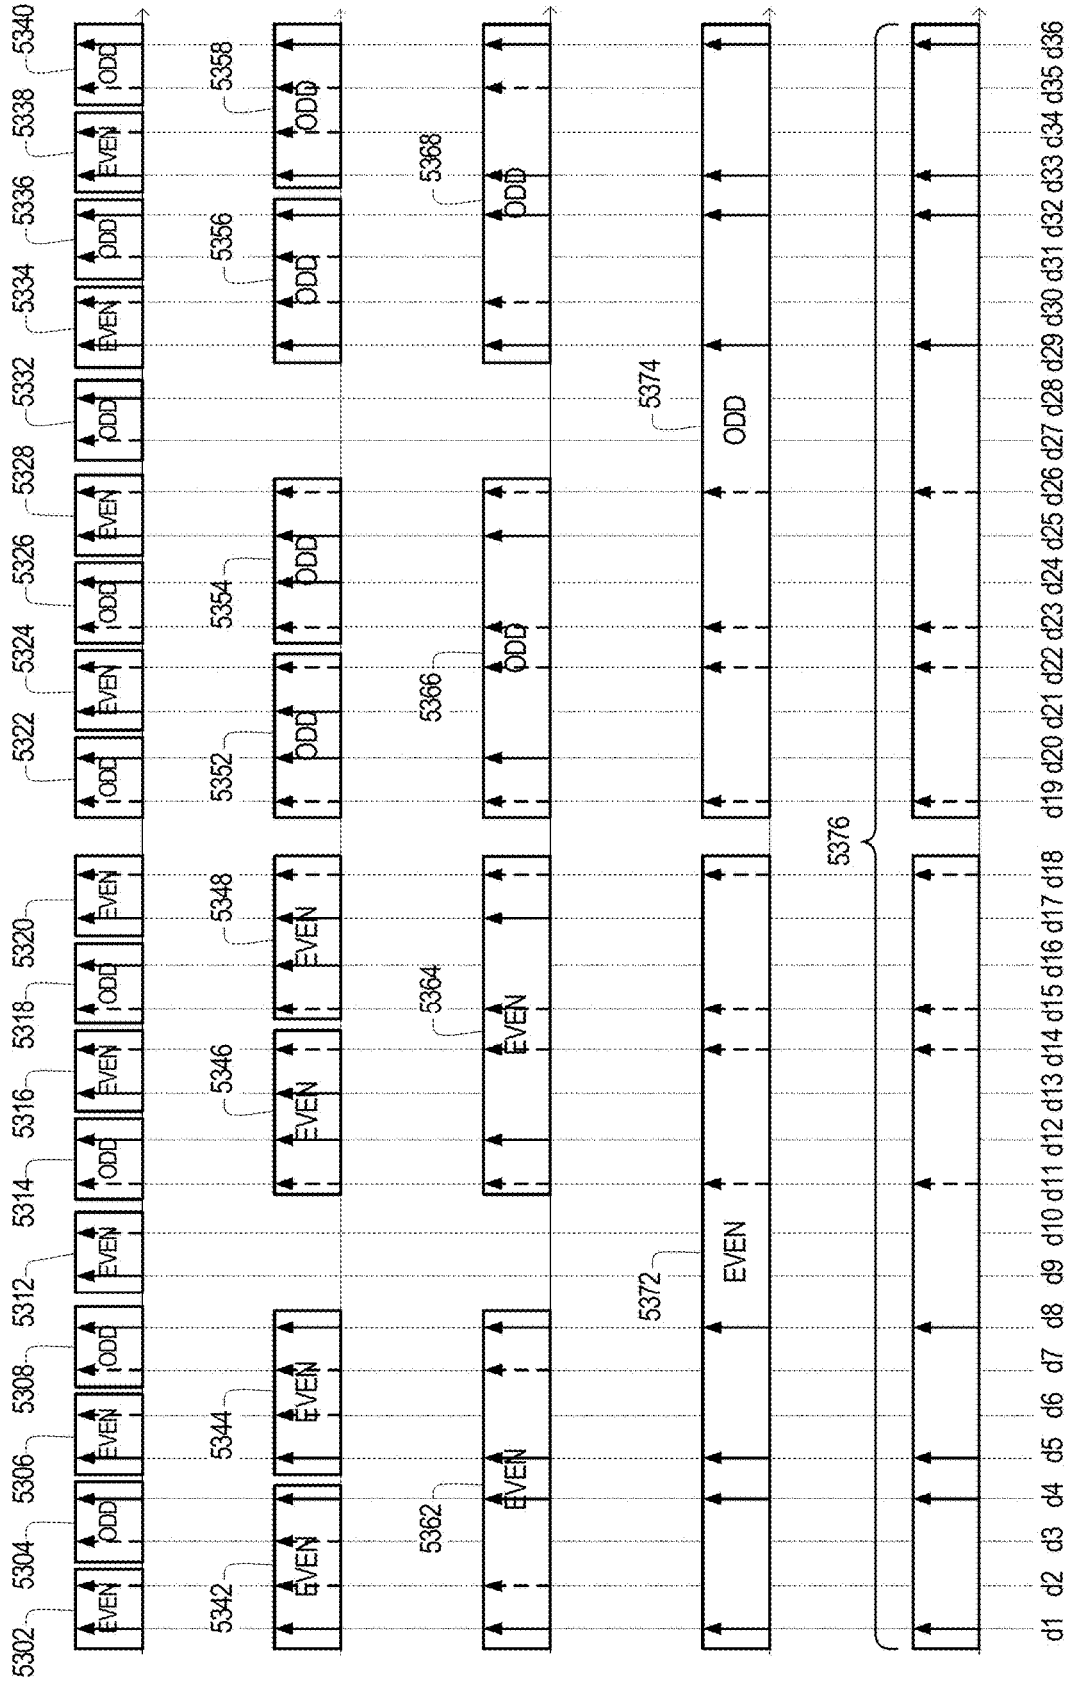 5302 5304 5306 5308 5312 5314 5316 5318 5320 5322 5324 5326 5328 5332 5334 5336 5338 5340
EVEN ODD EVEN ODD EVEN ODD EVEN ODD EVEN ODD EVEN ODD EVEN ODD EVEN ODD EVEN ODD
5342 5344 5346 5348 5352 5354 5356 5358
EVEN EVEN EVEN EVEN ODD ODD ODD ODD
5362 5364 5366 5368
EVEN EVEN ODD ODD
5372 5374
EVEN ODD
5376
d1 d2 d3 d4 d5 d6 d7 d8 d9 d10 d11 d12 d13 d14 d15 d16 d17 d18 d19 d20 d21 d22 d23 d24 d25 d26 d27 d28 d29 d30 d31 d32 d33 d34 d35 d36